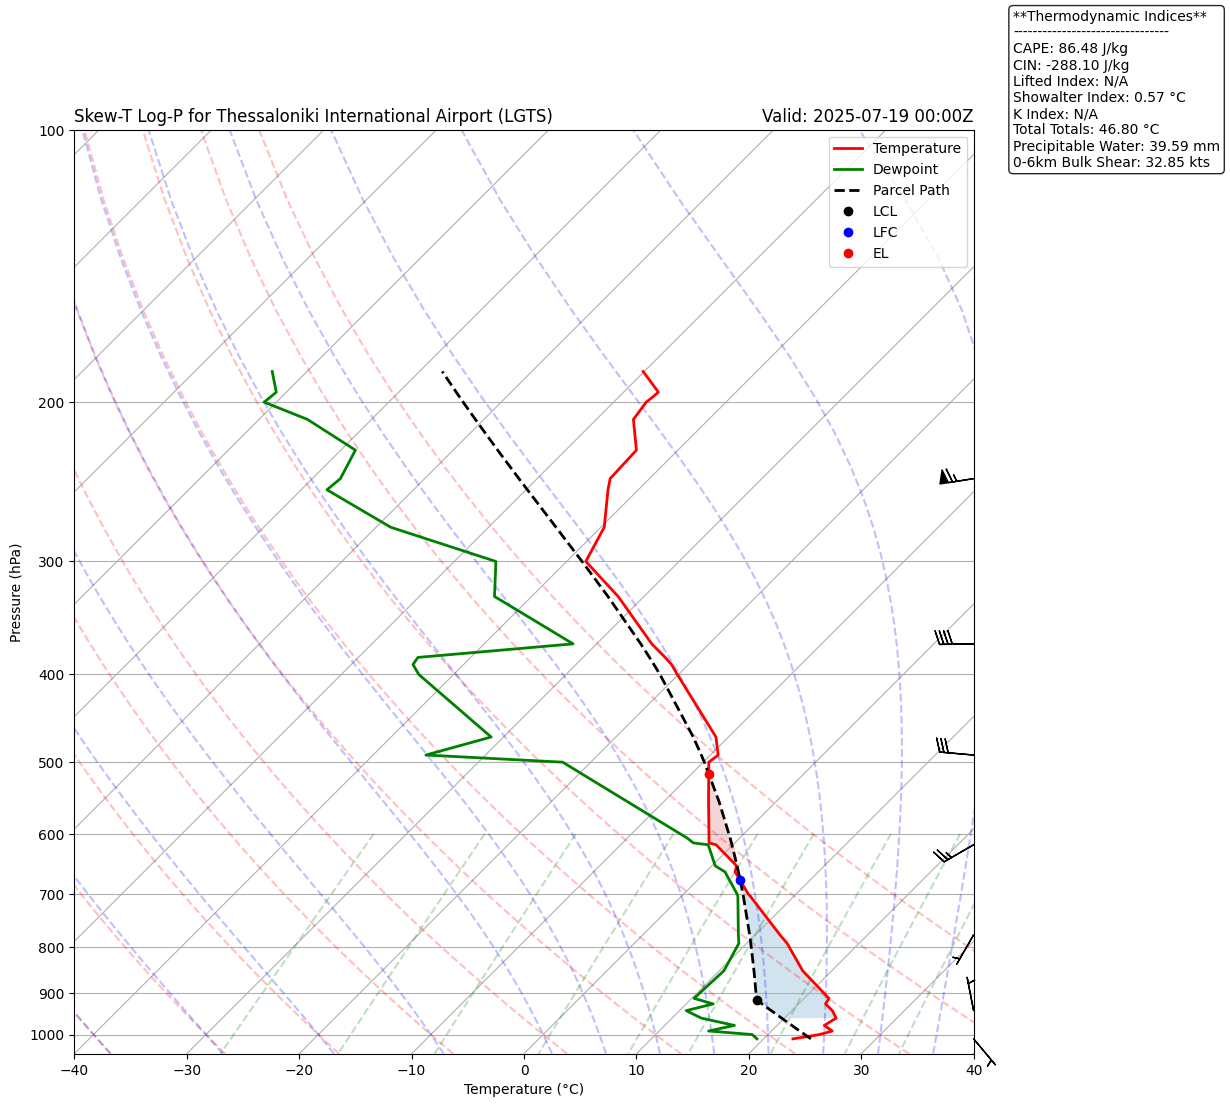 **Thermodynamic Indices**
--------------------------------
CAPE: 86.48 J/kg
CIN: -288.10 J/kg
Lifted Index: N/A
Showalter Index: 0.57 °C
K Index: N/A
Total Totals: 46.80 °C
Precipitable Water: 39.59 mm
0-6km Bulk Shear: 32.85 kts
Skew-T Log-P for Thessaloniki International Airport (LGTS)
Valid: 2025-07-19 00:00Z
Temperature
Dewpoint
Parcel Path
LCL
LFC
EL
Pressure (hPa)
100
200
300
400
500
600
700
800
900
1000
−40
−30
−20
−10
0
10
20
30
40
Temperature (°C)